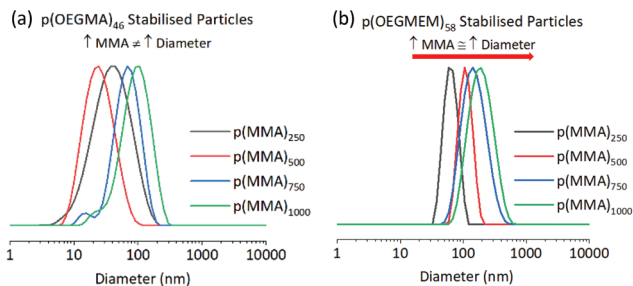 (a) p(OEGMA)₄₆ Stabilised Particles
↑ MMA ≠ ↑ Diameter
p(MMA)₂₅₀
p(MMA)₅₀₀
p(MMA)₇₅₀
p(MMA)₁₀₀₀
1 10 100 1000 10000
Diameter (nm)
(b) p(OEGMEM)₅₈ Stabilised Particles
↑ MMA ≅ ↑ Diameter
p(MMA)₂₅₀
p(MMA)₅₀₀
p(MMA)₇₅₀
p(MMA)₁₀₀₀
1 10 100 1000 10000
Diameter (nm)